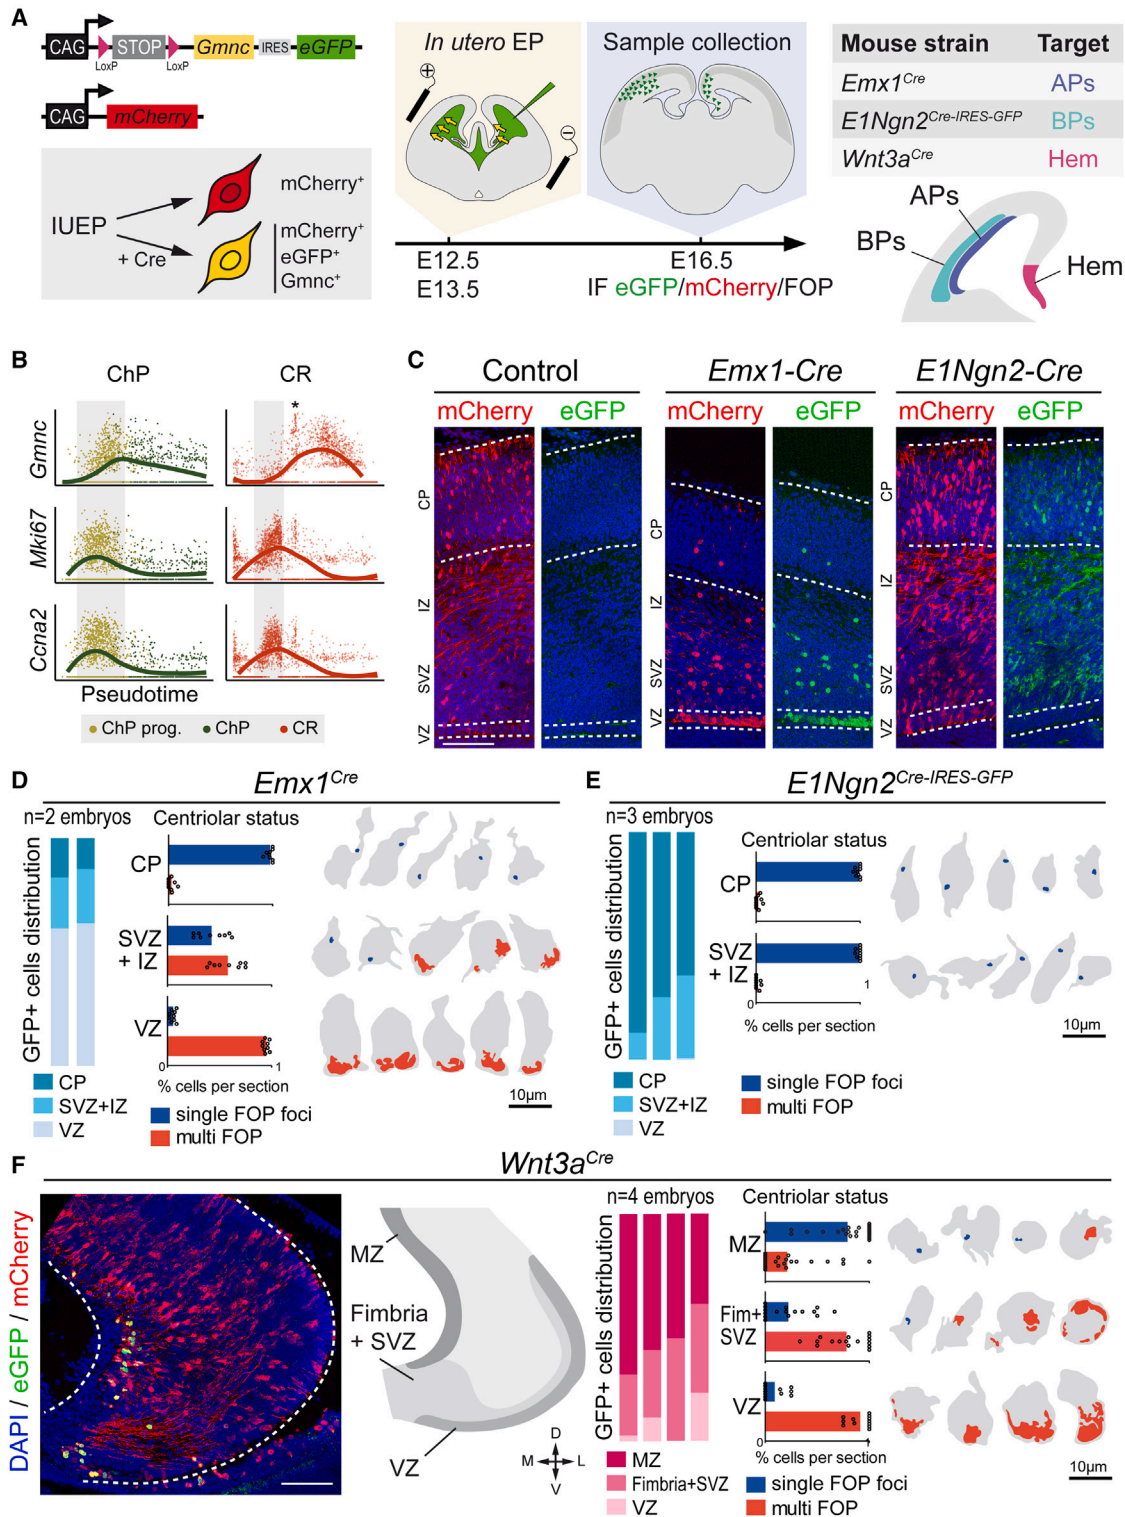 A
CAG STOP Gmnc IRES eGFP
LoxP LoxP
CAG mCherry
IUEP
+ Cre
mCherry+
mCherry+
eGFP+
Gmnc+
In utero EP
Sample collection
+
−
E12.5
E13.5
E16.5
IF eGFP/mCherry/FOP
Mouse strain Target
Emx1Cre APs
E1Ngn2Cre-IRES-GFP BPs
Wnt3aCre Hem
APs
BPs
Hem
B
ChP CR
*
Gmnc
Mki67
Ccna2
Pseudotime
ChP prog. ChP CR
C
Control Emx1-Cre E1Ngn2-Cre
mCherry eGFP mCherry eGFP mCherry eGFP
CP
IZ
SVZ
VZ
CP
IZ
SVZ
VZ
CP
IZ
SVZ
VZ
D
Emx1Cre
n=2 embryos
Centriolar status
GFP+ cells distribution
CP
SVZ
+ IZ
VZ
0 1
% cells per section
CP
SVZ+IZ
VZ
single FOP foci
multi FOP
10µm
E
E1Ngn2Cre-IRES-GFP
n=3 embryos
Centriolar status
GFP+ cells distribution
CP
SVZ
+ IZ
0 1
% cells per section
CP
SVZ+IZ
VZ
single FOP foci
multi FOP
10µm
F
Wnt3aCre
DAPI / eGFP / mCherry
MZ
Fimbria
+ SVZ
VZ
D
M L
V
n=4 embryos
Centriolar status
GFP+ cells distribution
MZ
Fim+
SVZ
VZ
0 1
% cells per section
MZ
Fimbria+SVZ
VZ
single FOP foci
multi FOP
10µm